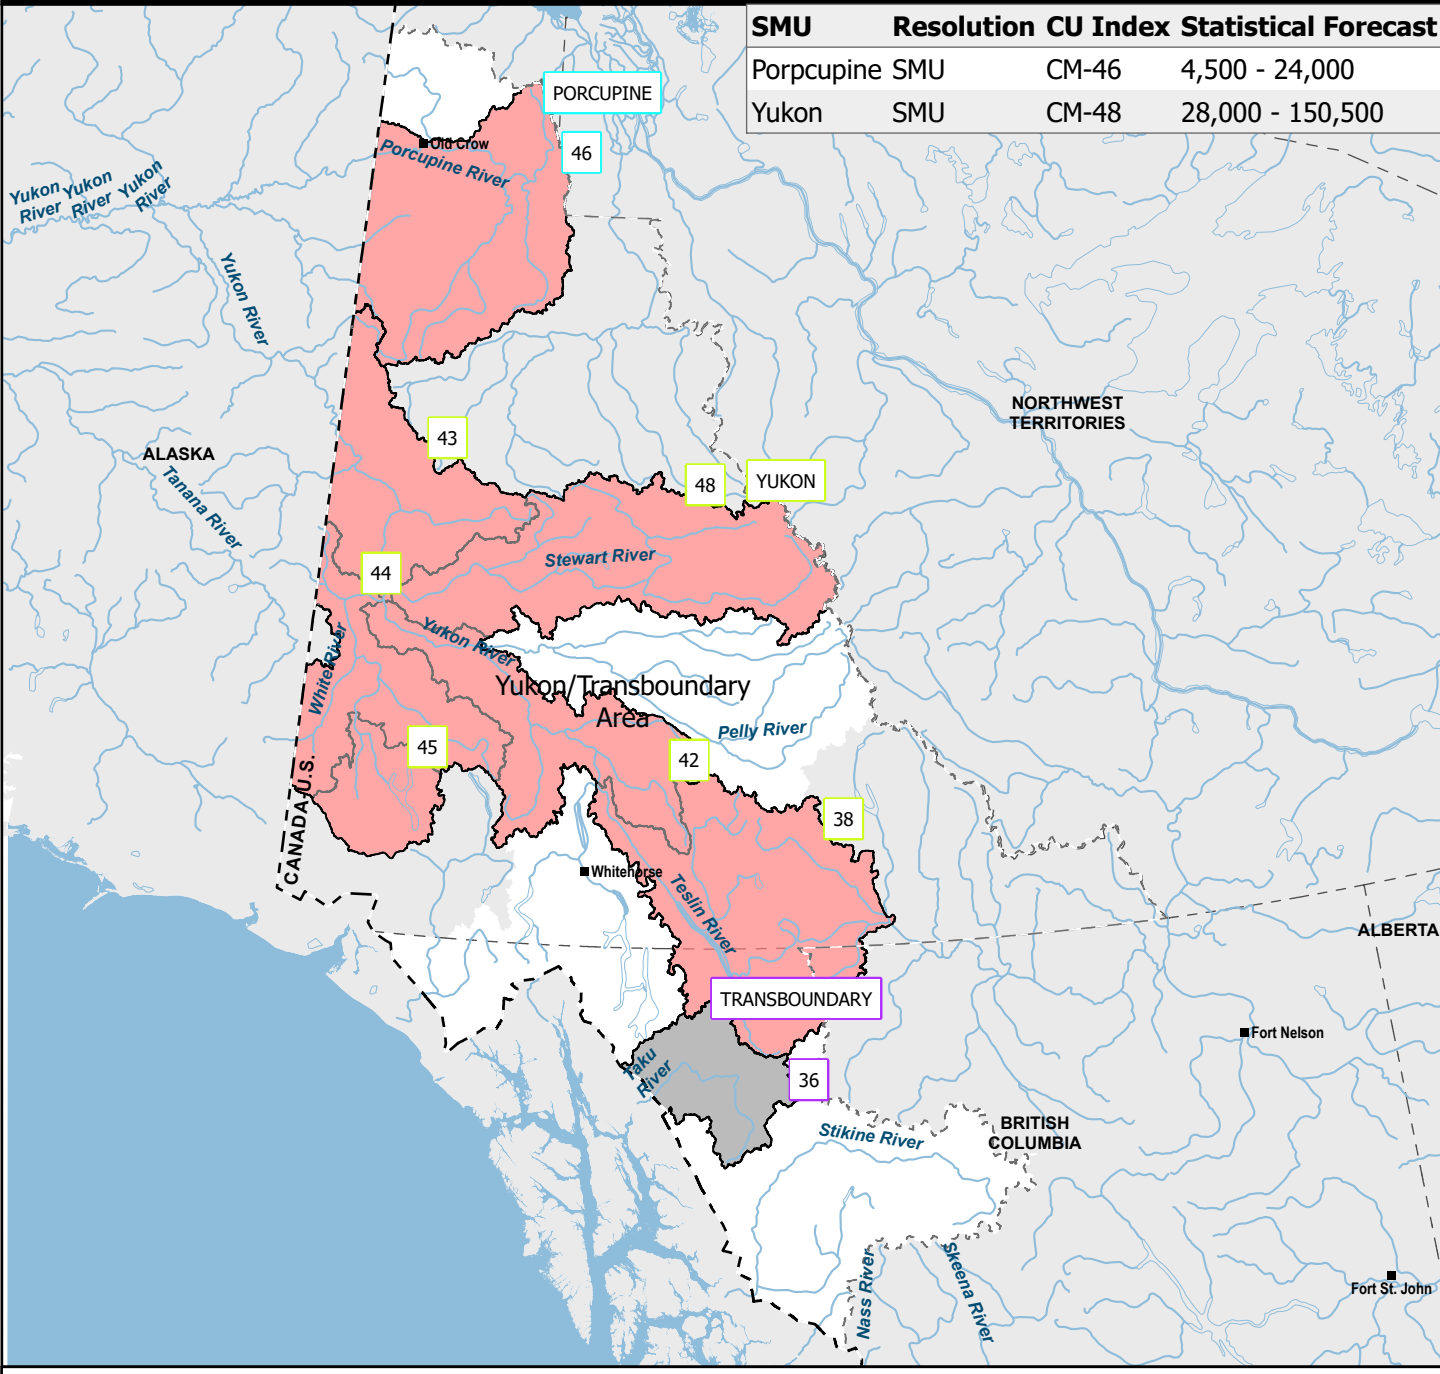 SMU Resolution CU Index Statistical Forecast
Porpcupine SMU CM-46 4,500 - 24,000
Yukon SMU CM-48 28,000 - 150,500
PORCUPINE
46
Old Crow
Porcupine River
Yukon
River
Yukon
River
Yukon
River
Yukon River
NORTHWEST
TERRITORIES
43
ALASKA
48
YUKON
Tanana River
Stewart River
44
Yukon River
White River
Yukon/Transboundary
Area
Pelly River
45
42
CANADA
U.S.
38
Whitehorse
Teslin River
ALBERTA
TRANSBOUNDARY
Fort Nelson
Taku
River
36
BRITISH
COLUMBIA
Stikine River
Nass River
Skeena River
Fort St. John